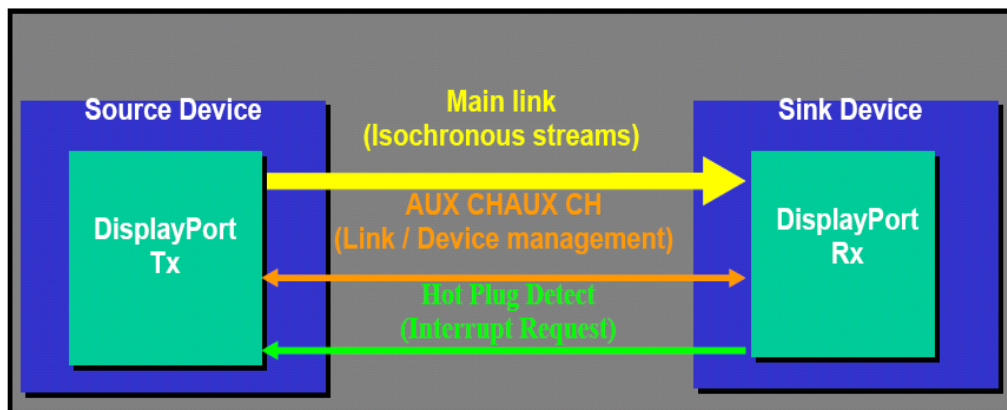 Source Device
DisplayPort
Tx
Main link
(Isochronous streams)
AUX CHAUX CH
(Link / Device management)
Hot Plug Detect
(Interrupt Request)
Sink Device
DisplayPort
Rx